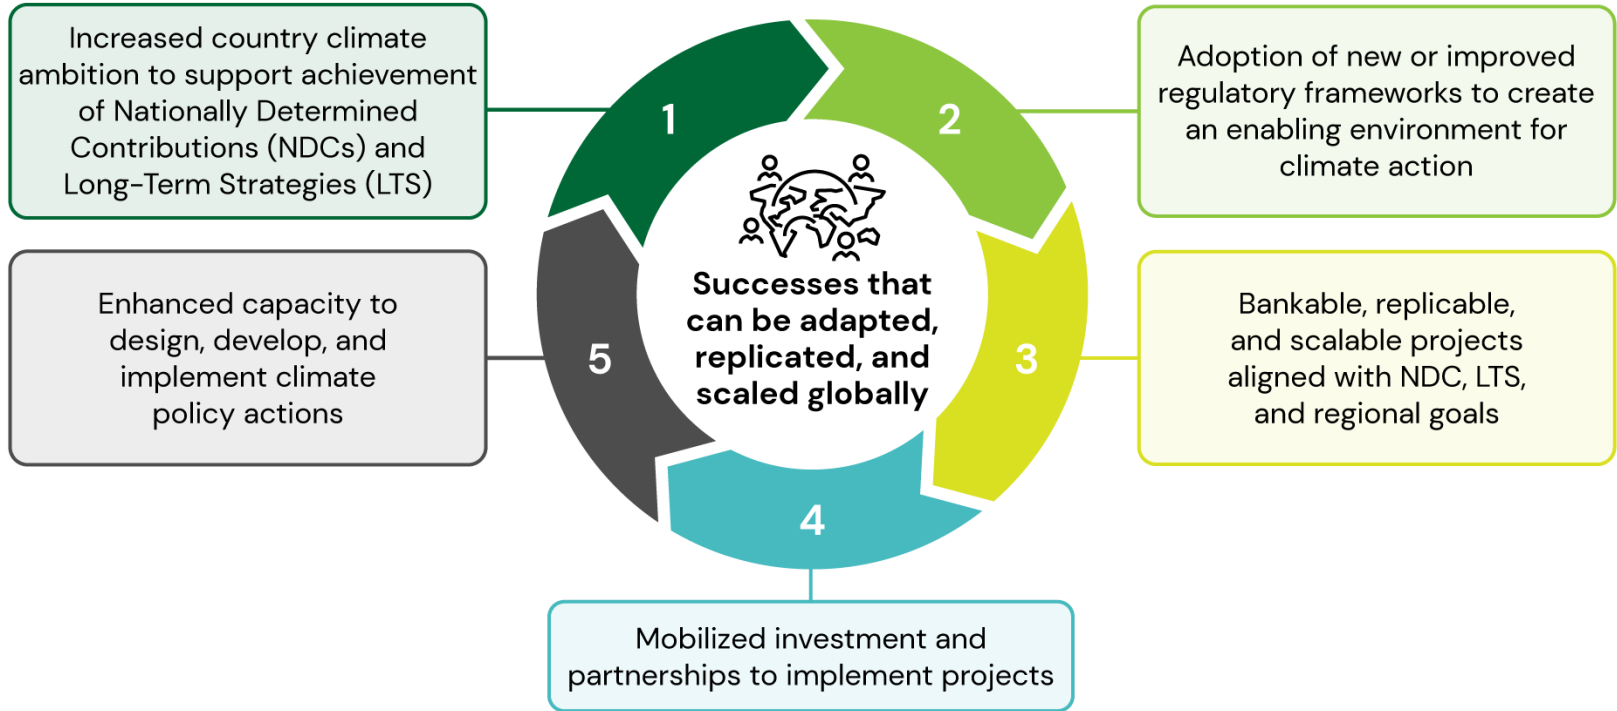 Increased country climate
ambition to support achievement
of Nationally Determined
Contributions (NDCs) and
Long-Term Strategies (LTS)
1
2
Adoption of new or improved
regulatory frameworks to create
an enabling environment for
climate action
Successes that
can be adapted,
replicated, and
scaled globally
3
Bankable, replicable,
and scalable projects
aligned with NDC, LTS,
and regional goals
4
Mobilized investment and
partnerships to implement projects
5
Enhanced capacity to
design, develop, and
implement climate
policy actions